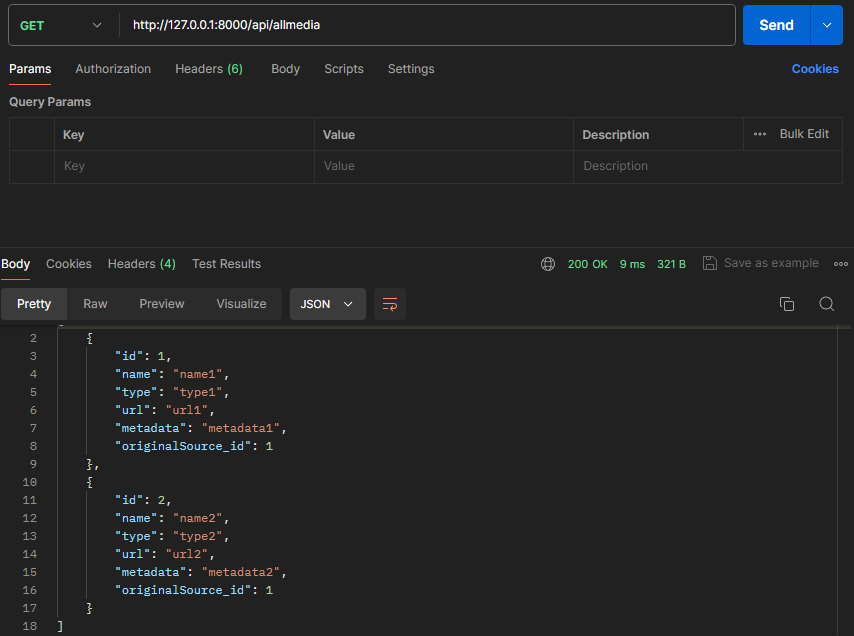 GET http://127.0.0.1:8000/api/allmedia Send
Params Authorization Headers (6) Body Scripts Settings Cookies
Query Params
Key Value Description ••• Bulk Edit
Key Value Description
Body Cookies Headers (4) Test Results 200 OK 9 ms 321 B Save as example
Pretty Raw Preview Visualize JSON
2 {
3 "id": 1,
4 "name": "name1",
5 "type": "type1",
6 "url": "url1",
7 "metadata": "metadata1",
8 "originalSource_id": 1
9 },
10 {
11 "id": 2,
12 "name": "name2",
13 "type": "type2",
14 "url": "url2",
15 "metadata": "metadata2",
16 "originalSource_id": 1
17 }
18 ]